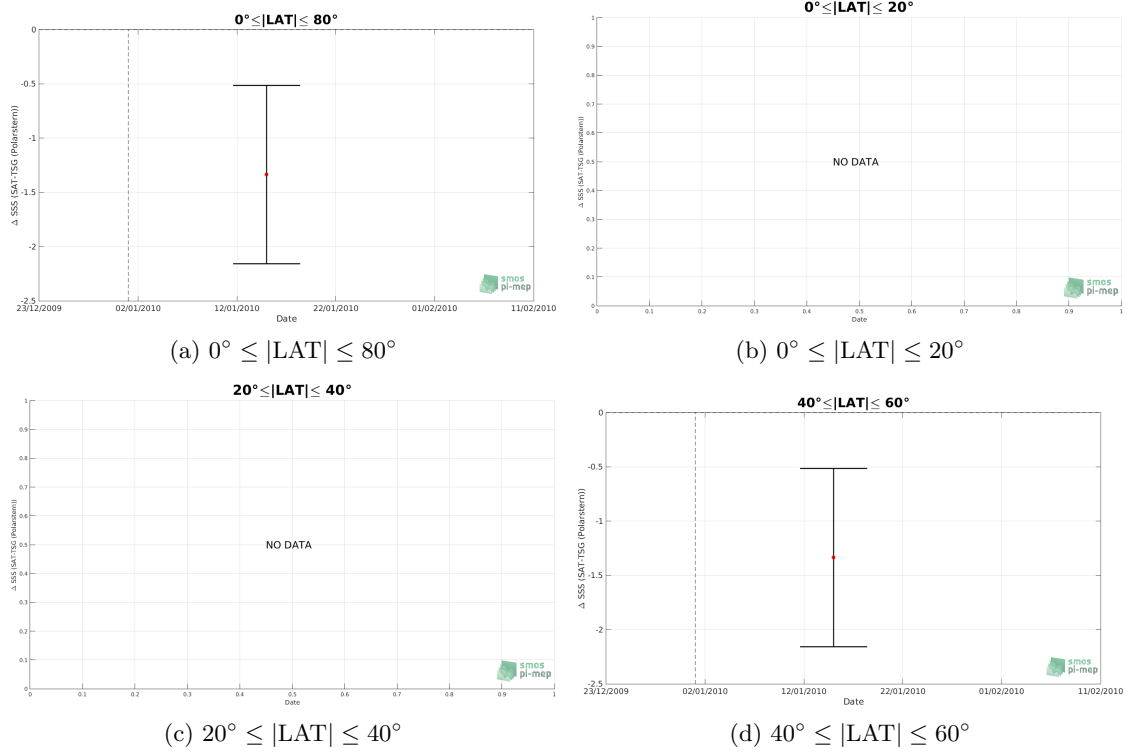 0°≤|LAT|≤ 80°
0
-0.5
-1
-1.5
-2
-2.5
Δ SSS (SAT-TSG (Polarstern))
23/12/2009 02/01/2010 12/01/2010 22/01/2010 01/02/2010 11/02/2010
Date
smos
pi-mep
(a) 0° ≤ |LAT| ≤ 80°
0°≤|LAT|≤ 20°
1
0.9
0.8
0.7
0.6
0.5
0.4
0.3
0.2
0.1
0
Δ SSS (SAT-TSG (Polarstern))
NO DATA
0 0.1 0.2 0.3 0.4 0.5 0.6 0.7 0.8 0.9 1
Date
smos
pi-mep
(b) 0° ≤ |LAT| ≤ 20°
20°≤|LAT|≤ 40°
1
0.9
0.8
0.7
0.6
0.5
0.4
0.3
0.2
0.1
0
Δ SSS (SAT-TSG (Polarstern))
NO DATA
0 0.1 0.2 0.3 0.4 0.5 0.6 0.7 0.8 0.9 1
Date
smos
pi-mep
(c) 20° ≤ |LAT| ≤ 40°
40°≤|LAT|≤ 60°
0
-0.5
-1
-1.5
-2
-2.5
Δ SSS (SAT-TSG (Polarstern))
23/12/2009 02/01/2010 12/01/2010 22/01/2010 01/02/2010 11/02/2010
Date
smos
pi-mep
(d) 40° ≤ |LAT| ≤ 60°